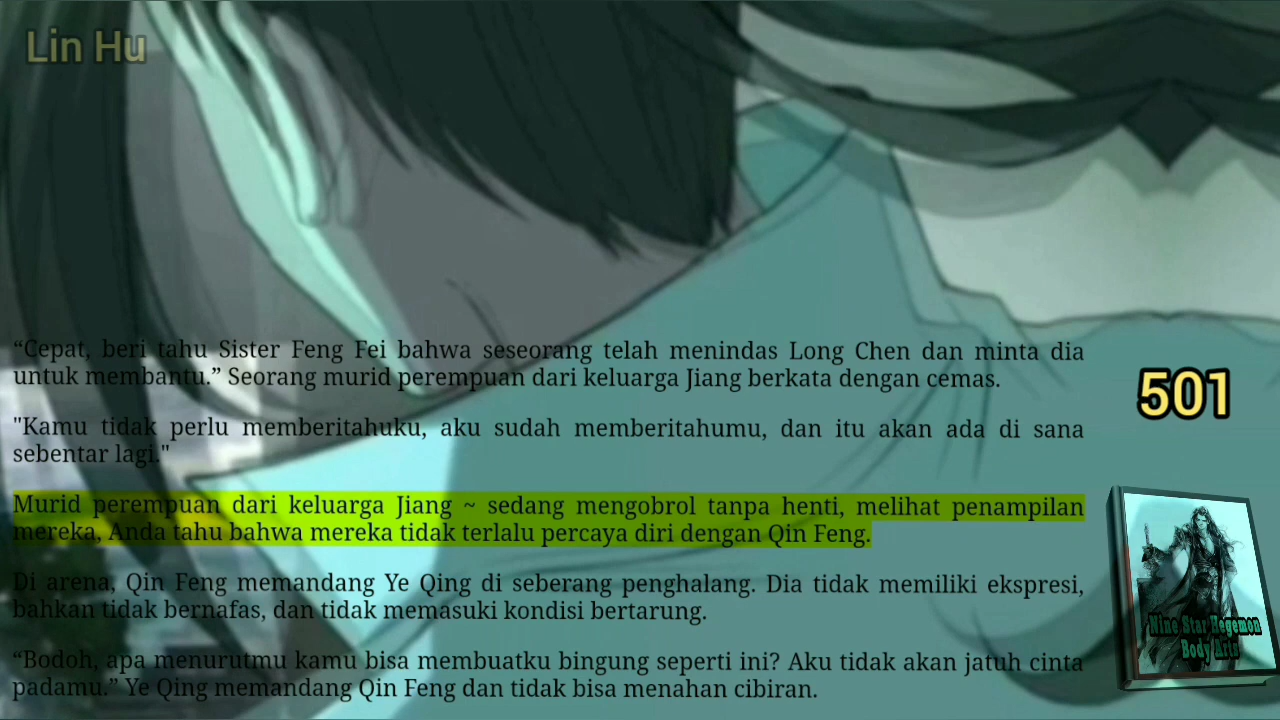 Lin Hu
“Cepat, beri tahu Sister Feng Fei bahwa seseorang telah menindas Long Chen dan minta dia
untuk membantu.” Seorang murid perempuan dari keluarga Jiang berkata dengan cemas.
"Kamu tidak perlu memberitahuku, aku sudah memberitahumu, dan itu akan ada di sana
sebentar lagi."
501
Murid perempuan dari keluarga Jiang ~ sedang mengobrol tanpa henti, melihat penampilan
mereka, Anda tahu bahwa mereka tidak terlalu percaya diri dengan Qin Feng.
Di arena, Qin Feng memandang Ye Qing di seberang penghalang. Dia tidak memiliki ekspresi,
bahkan tidak bernafas, dan tidak memasuki kondisi bertarung.
“Bodoh, apa menurutmu kamu bisa membuatku bingung seperti ini? Aku tidak akan jatuh cinta
padamu.” Ye Qing memandang Qin Feng dan tidak bisa menahan cibiran.
Nine Star Hegemon
Body Arts